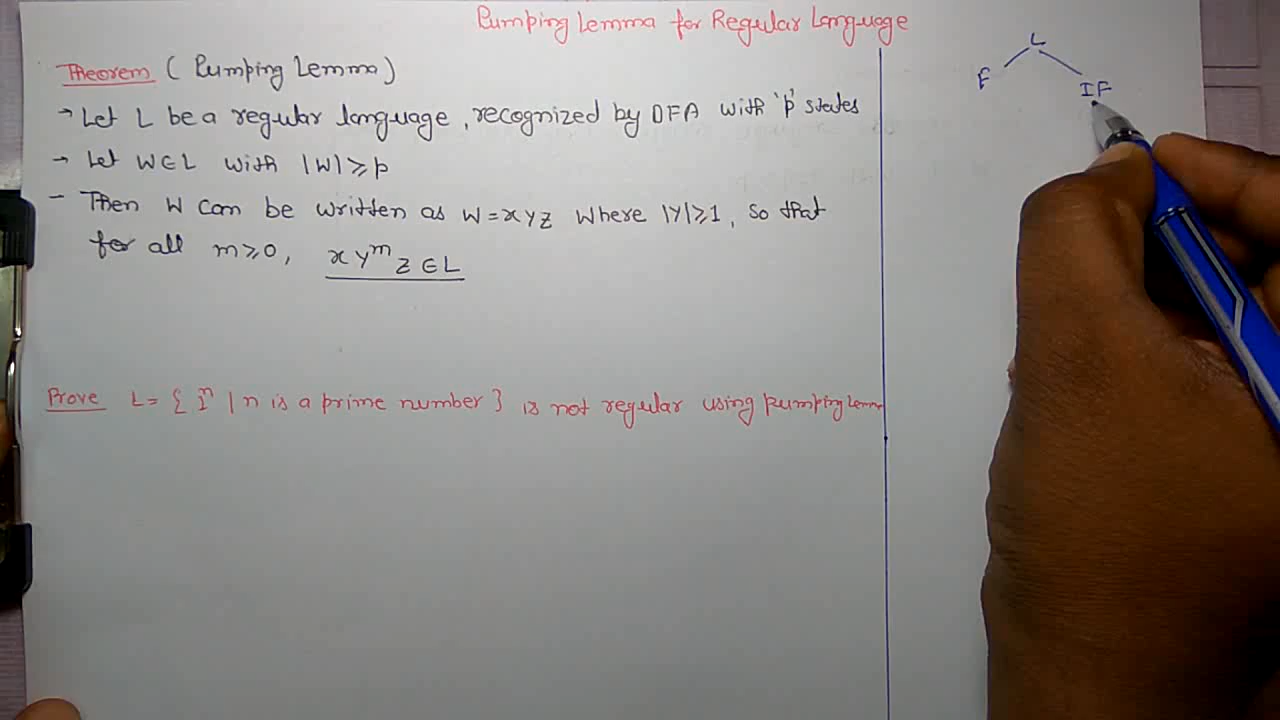 Pumping Lemma for Regular Language
Theorem (Pumping Lemma)
→ Let L be a regular language, recognized by DFA with 'p' states
→ Let W∈L with |W|≥p
- Then W can be written as W=xyz where |y|≥1, so that
for all m≥0, xy^m z∈L
Prove L= { 1^n | n is a prime number } is not regular using pumping lemma
L
F IF